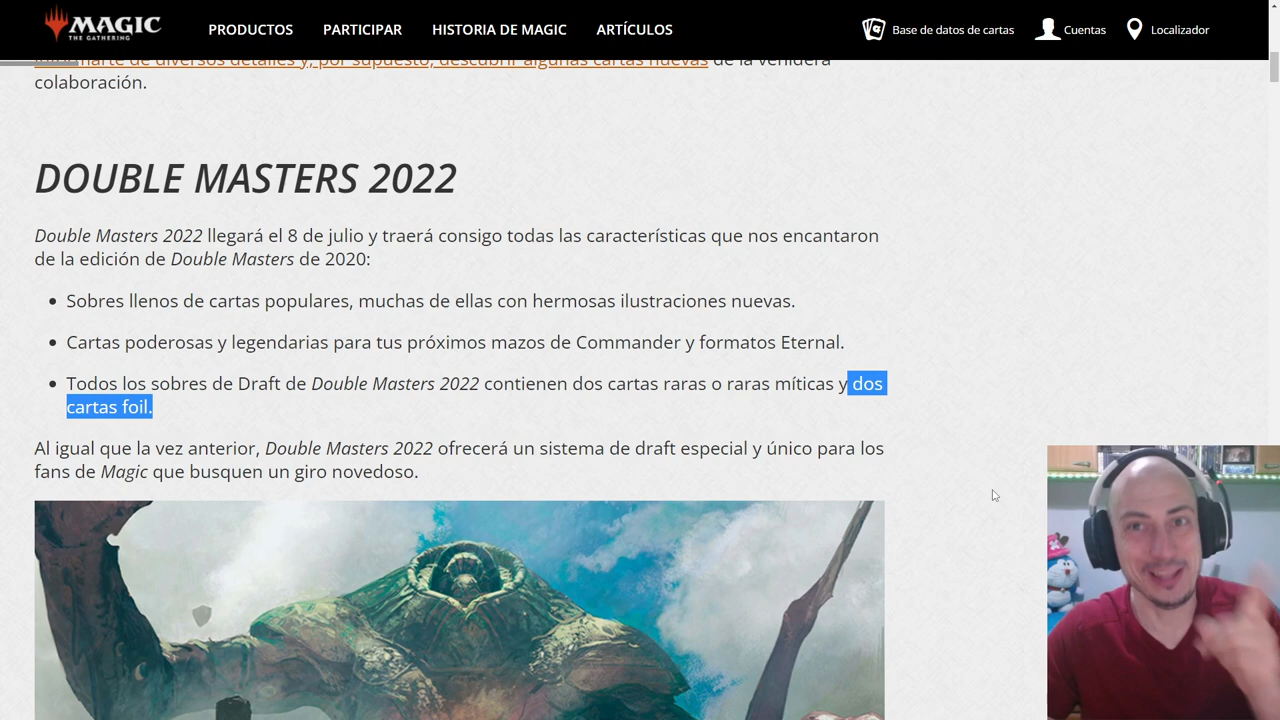 MAGIC
THE GATHERING
PRODUCTOS PARTICIPAR HISTORIA DE MAGIC ARTÍCULOS Base de datos de cartas Cuentas Localizador
informarte de diversos detalles y, por supuesto, descubrir algunas cartas nuevas de la venidera
colaboración.
DOUBLE MASTERS 2022
Double Masters 2022 llegará el 8 de julio y traerá consigo todas las características que nos encantaron
de la edición de Double Masters de 2020:
• Sobres llenos de cartas populares, muchas de ellas con hermosas ilustraciones nuevas.
• Cartas poderosas y legendarias para tus próximos mazos de Commander y formatos Eternal.
• Todos los sobres de Draft de Double Masters 2022 contienen dos cartas raras o raras míticas y dos
cartas foil.
Al igual que la vez anterior, Double Masters 2022 ofrecerá un sistema de draft especial y único para los
fans de Magic que busquen un giro novedoso.